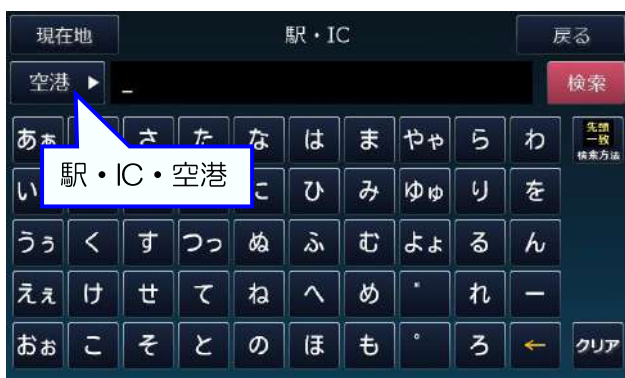 現在地 駅・IC 戻る
空港 ▶ _ 検索
あぁ さ た な は ま やゃ ら わ 先頭一致検索方法
駅・IC・空港
い に ひ み ゆゅ り を
うぅ く す つっ ぬ ふ む よょ る ん
えぇ け せ て ね へ め ゛ れ ー
おぉ こ そ と の ほ も ゜ ろ ← クリア